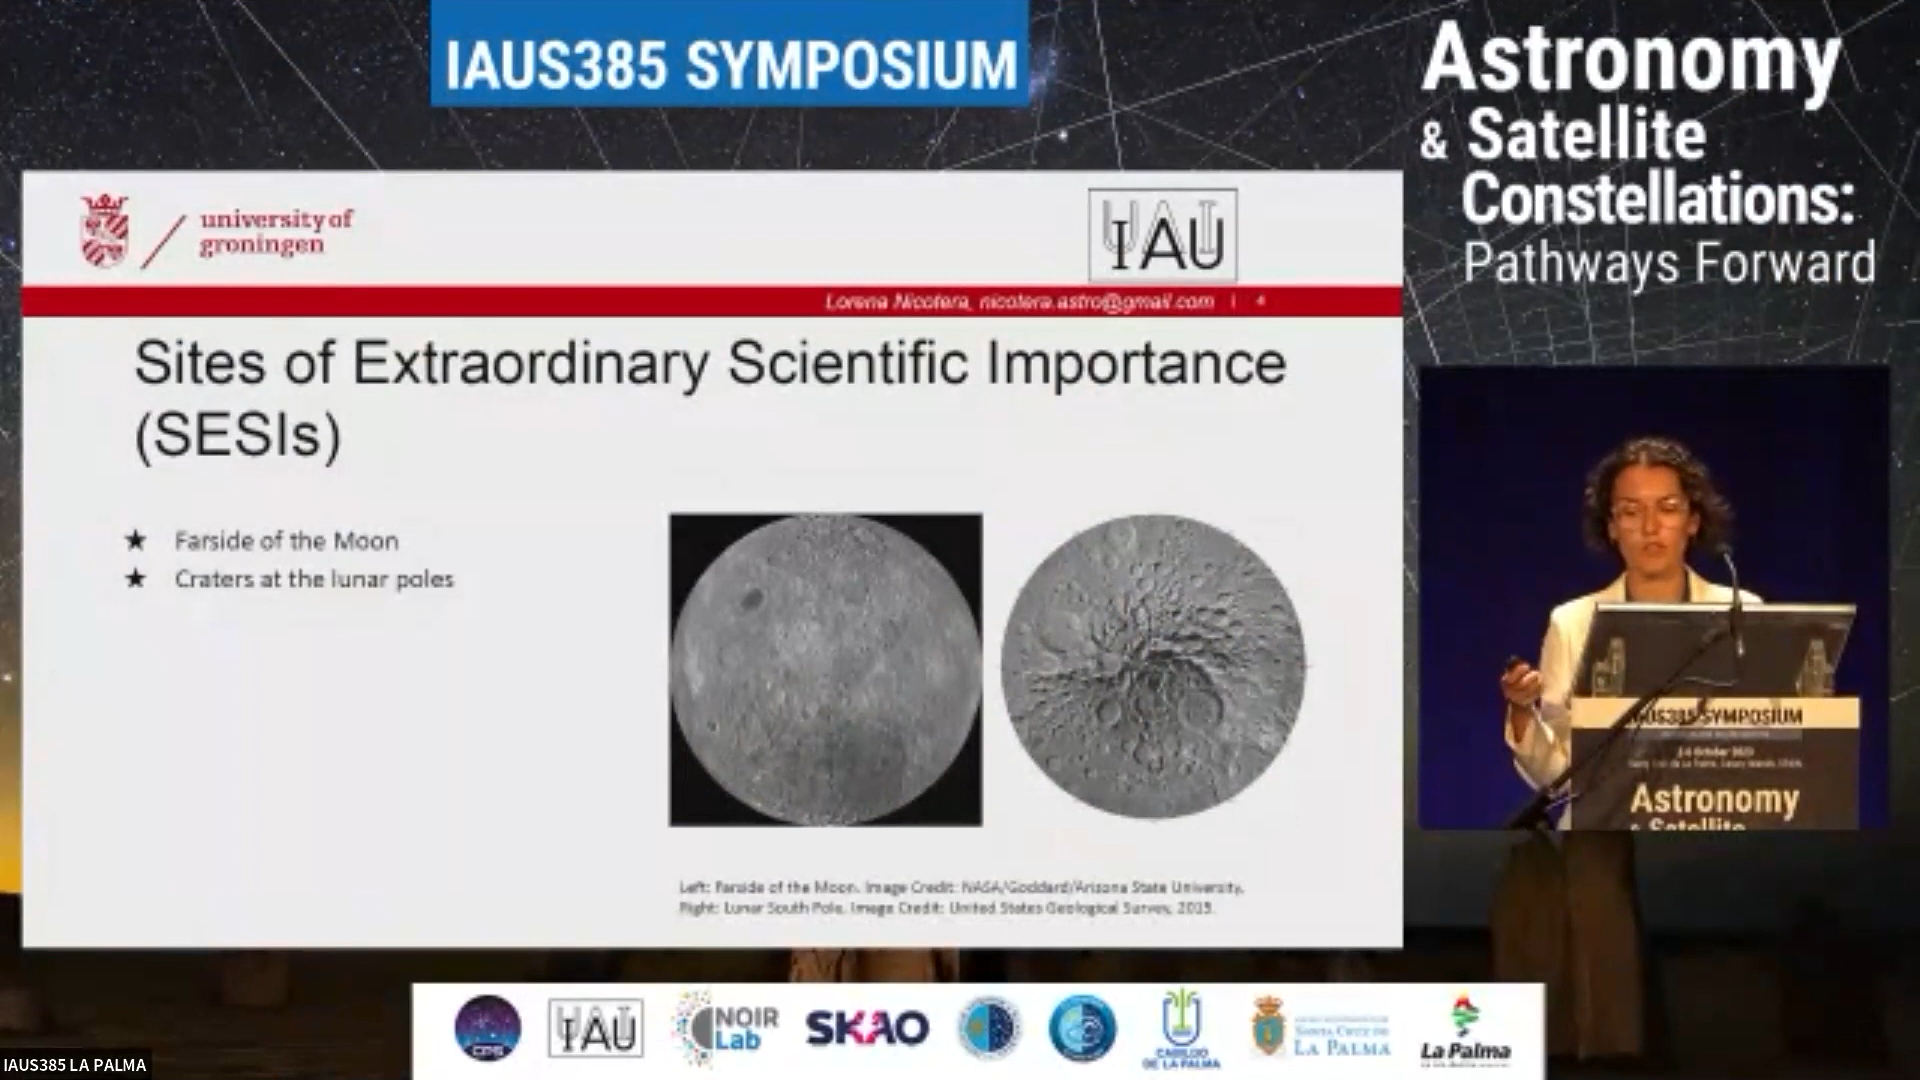 IAUS385 SYMPOSIUM
Astronomy
& Satellite
Constellations:
Pathways Forward
university of
groningen
IAU
Lorena Nicotera, nicotera.astro@gmail.com | 4
Sites of Extraordinary Scientific Importance
(SESIs)
★ Farside of the Moon
★ Craters at the lunar poles
Left: Farside of the Moon. Image Credit: NASA/Goddard/Arizona State University.
Right: Lunar South Pole. Image Credit: United States Geological Survey, 2015.
IAUS385 SYMPOSIUM
Astronomy
& Satellite
CPS
IAU
NOIR
Lab
SKAO
CABILDO
DE LA PALMA
SANTA CRUZ DE
LA PALMA
La Palma
IAUS385 LA PALMA